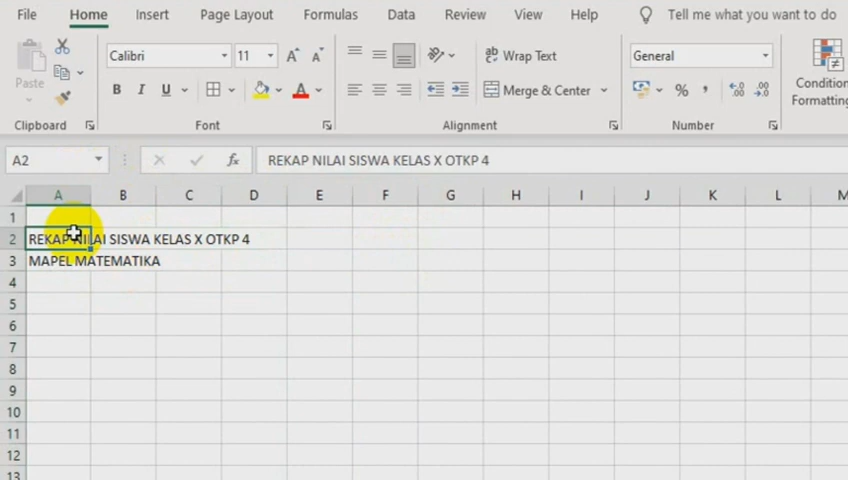 File Home Insert Page Layout Formulas Data Review View Help Tell me what you want to do
Calibri 11 A A ab Wrap Text General
Paste B I U A Merge & Center % , Condition
Formatting
Clipboard Font Alignment Number
A2 fx REKAP NILAI SISWA KELAS X OTKP 4
A B C D E F G H I J K L M
1
2 REKAP NILAI SISWA KELAS X OTKP 4
3 MAPEL MATEMATIKA
4
5
6
7
8
9
10
11
12
13